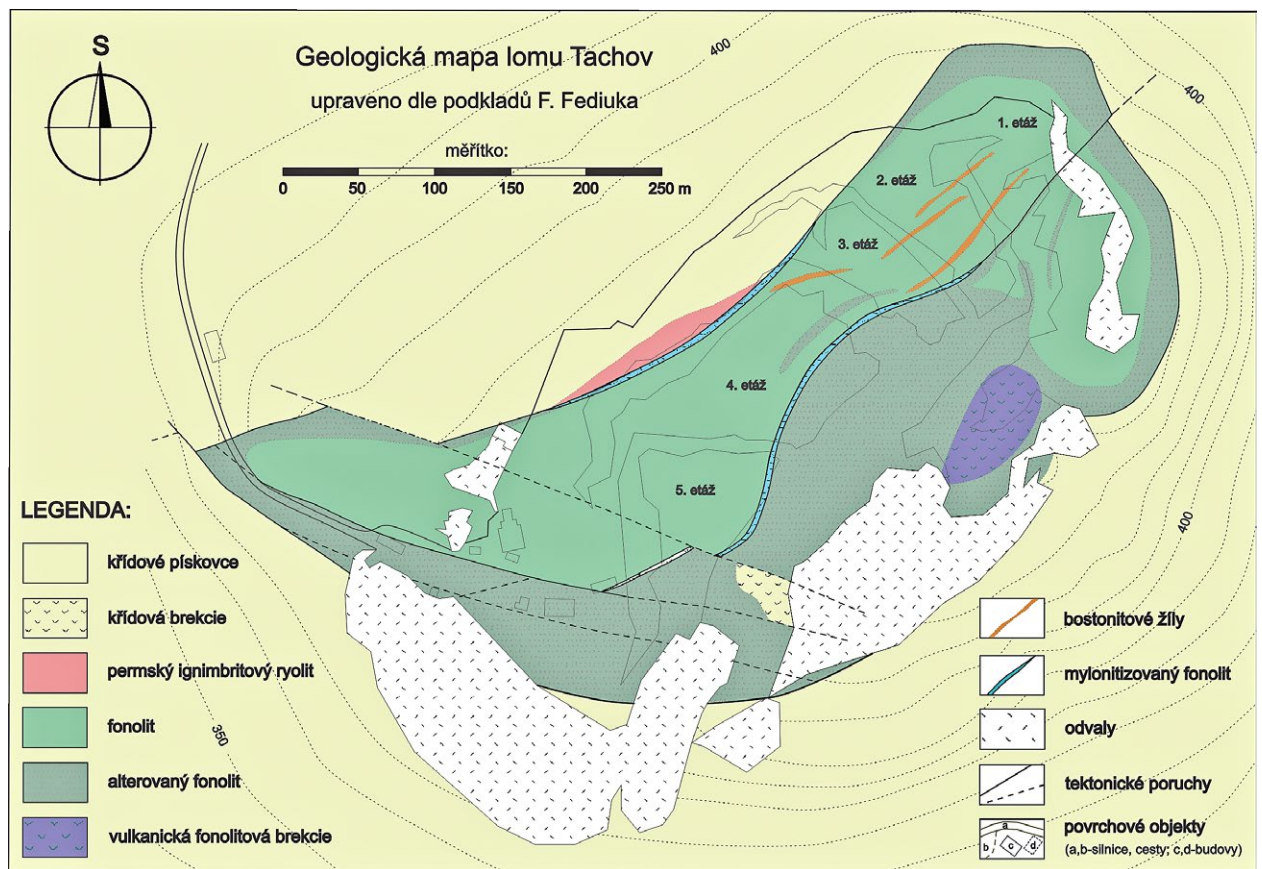 Geologická mapa lomu Tachov
upraveno dle podkladů F. Fediuka
měřítko:
0 50 100 150 200 250 m
S
400
400
1. etáž
2. etáž
3. etáž
4. etáž
5. etáž
400
350
LEGENDA:
křídové pískovce
křídová brekcie
permský ignimbritový ryolit
fonolit
alterovaný fonolit
vulkanická fonolitová brekcie
bostonitové žíly
mylonitizovaný fonolit
odvaly
tektonické poruchy
a
b
c
d
povrchové objekty
(a,b-silnice, cesty; c,d-budovy)